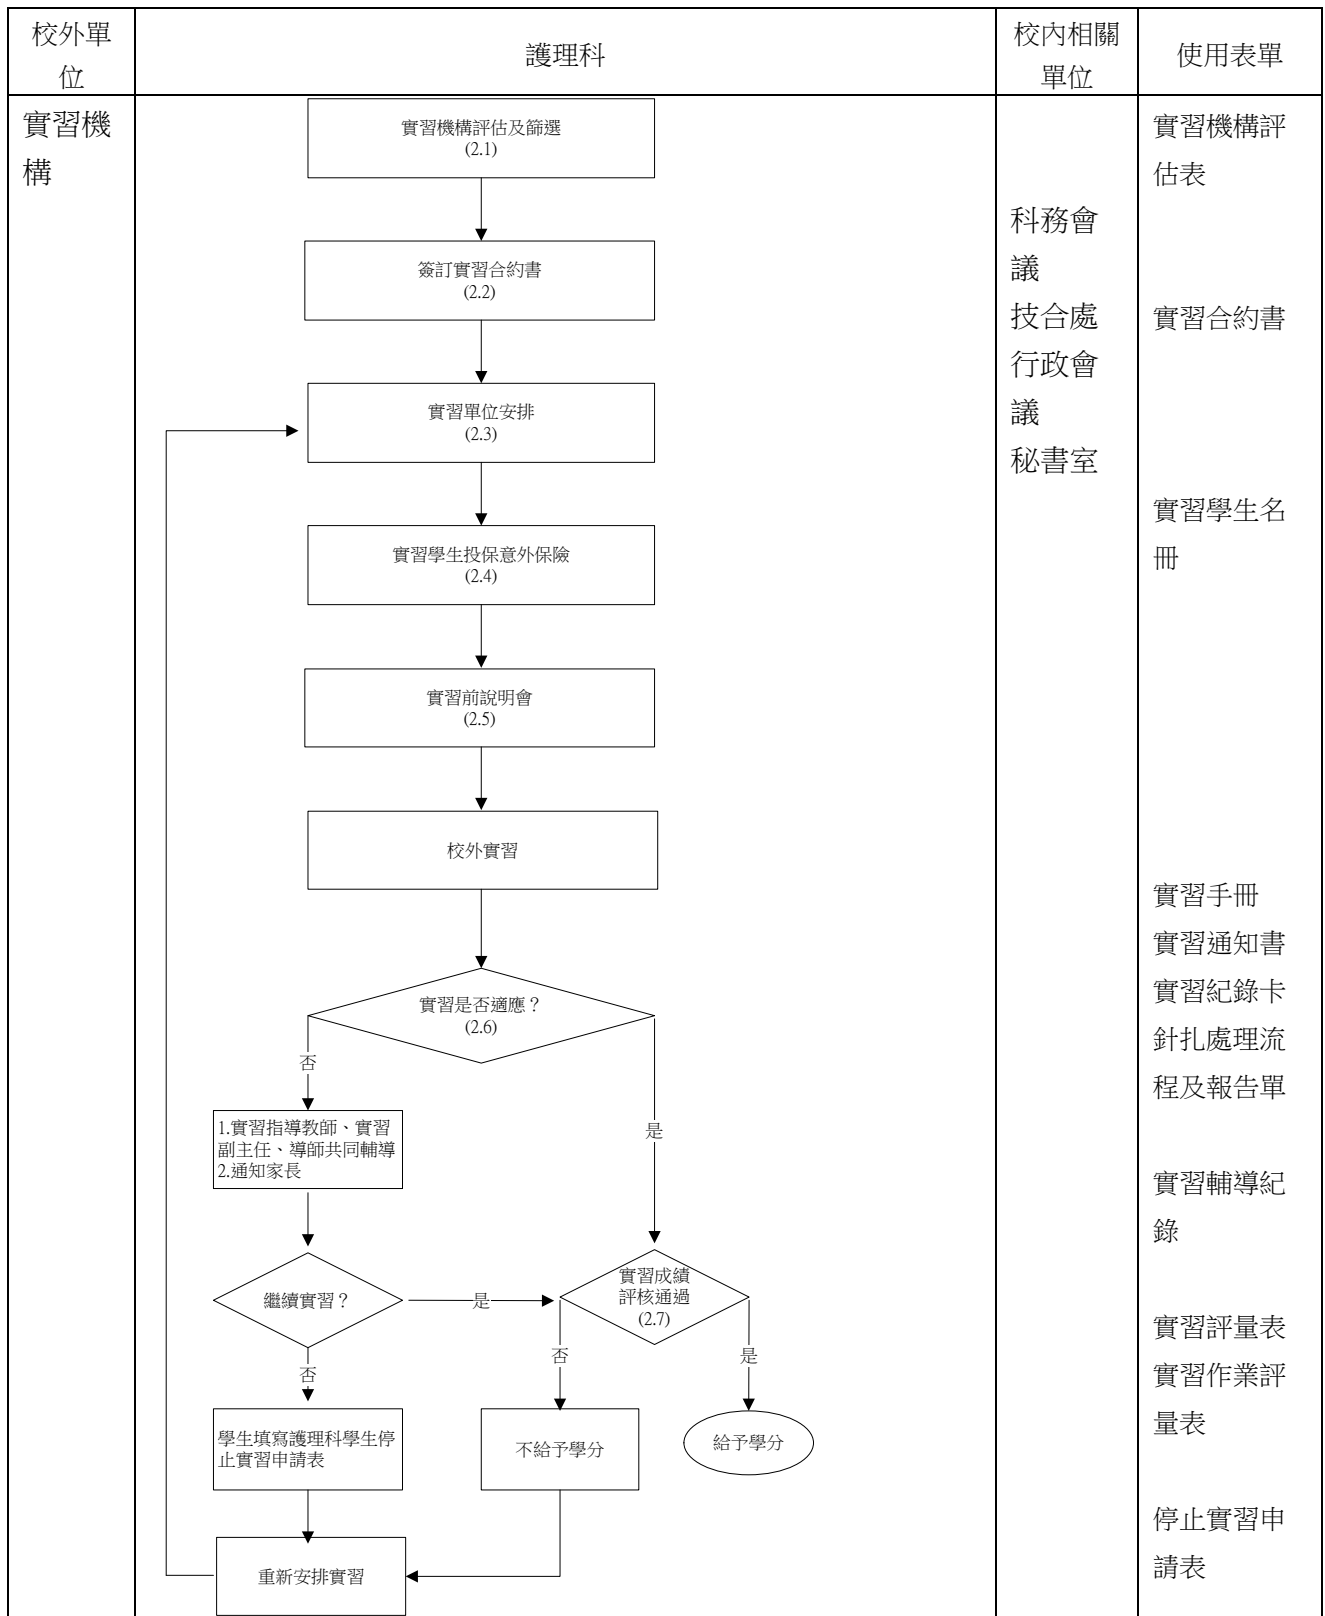 校外單
位
護理科
校內相關
單位
使用表單
實習機
構
實習機構評估及篩選
(2.1)
簽訂實習合約書
(2.2)
實習單位安排
(2.3)
實習學生投保意外保險
(2.4)
實習前說明會
(2.5)
校外實習
實習是否適應？
(2.6)
否
是
1.實習指導教師、實習
副主任、導師共同輔導
2.通知家長
繼續實習？
是
實習成績
評核通過
(2.7)
否
否
是
學生填寫護理科學生停
止實習申請表
不給予學分
給予學分
重新安排實習
科務會
議
技合處
行政會
議
秘書室
實習機構評
估表
實習合約書
實習學生名
冊
實習手冊
實習通知書
實習紀錄卡
針扎處理流
程及報告單
實習輔導紀
錄
實習評量表
實習作業評
量表
停止實習申
請表